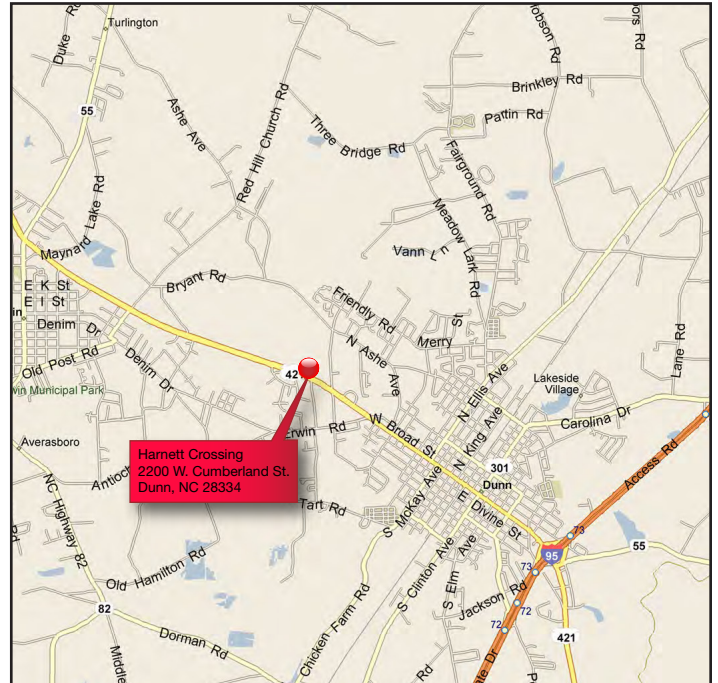 Turlington
Duke
Rd
55
Ashe Ave
Red Hill Church Rd
Three Bridge Rd
Brinkley Rd
Pattin Rd
Fairground Rd
Meadow Lark Rd
Vann Ln
Maynard Lake Rd
Bryant Rd
E K St
E I St
Denim Dr
Old Post Rd
Denim Dr
Friendly Rd
Merry St
N Ashe Ave
Lane Rd
Lakeside
Village
Carolina Dr
N Ellis Ave
N King Ave
W Broad St
301
Dunn
Access Rd
Averasboro
NC Highway 82
Erwin Rd
Harnett Crossing
2200 W. Cumberland St.
Dunn, NC 28334
Tart Rd
S McKay Ave
E Divine St
S Clinton Ave
S Elm Ave
73
95
73
55
Old Hamilton Rd
82
Dorman Rd
Chicken Farm Rd
Jackson Rd
72
72
421
Rd